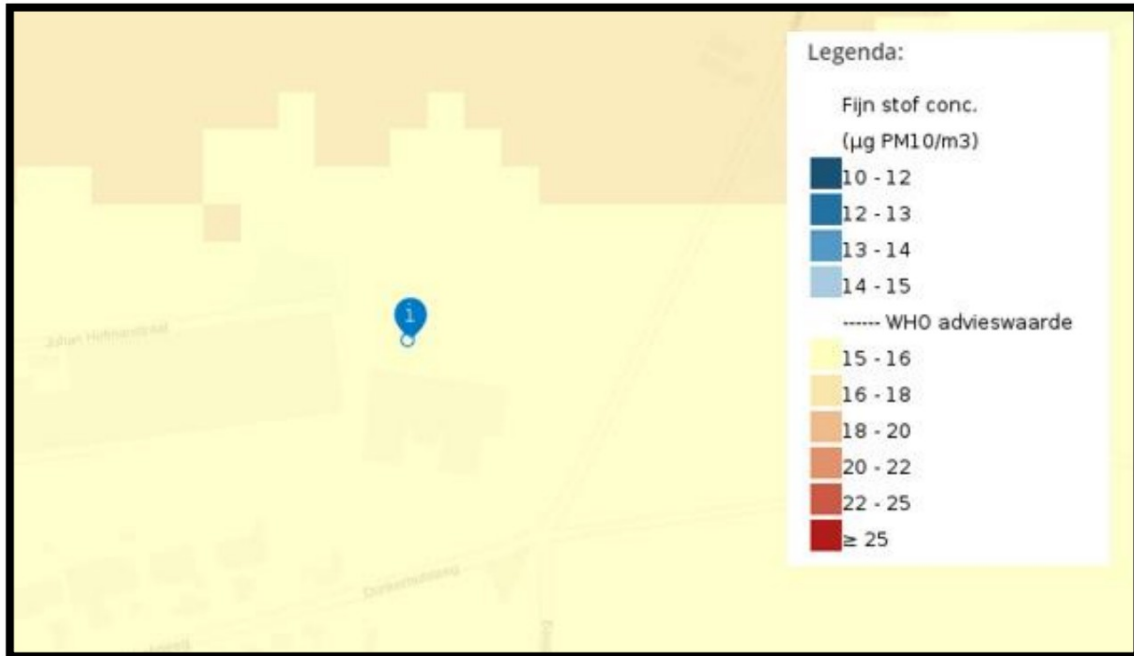 Legenda:
Fijn stof conc.
(µg PM10/m3)
10 - 12
12 - 13
13 - 14
14 - 15
------ WHO advieswaarde
15 - 16
16 - 18
18 - 20
20 - 22
22 - 25
≥ 25
i